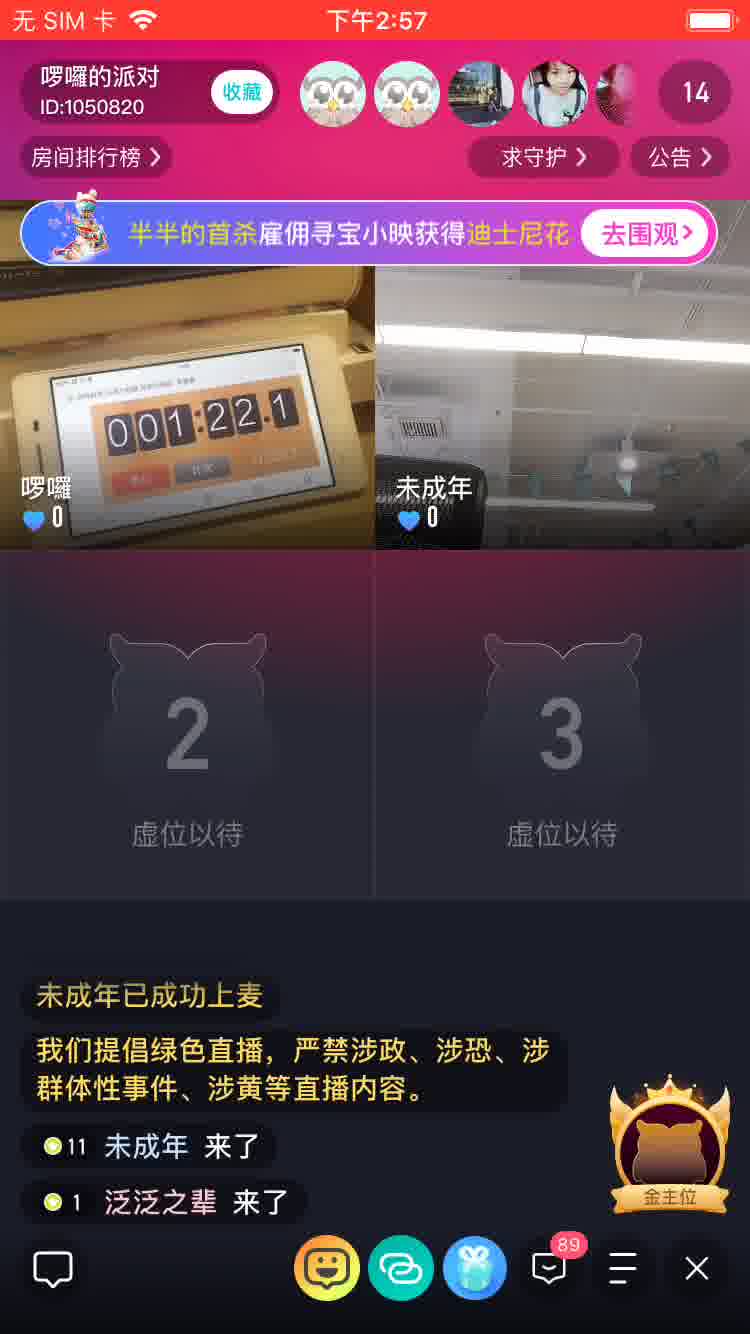 无 SIM 卡
下午2:57
啰囉的派对
ID:1050820
收藏
14
房间排行榜
求守护
公告
半半的首杀雇佣寻宝小映获得迪士尼花
去围观
001:22.1
啰囉
0
未成年
0
2
虚位以待
3
虚位以待
未成年已成功上麦
我们提倡绿色直播，严禁涉政、涉恐、涉
群体性事件、涉黄等直播内容。
11 未成年 来了
1 泛泛之辈 来了
金主位
89